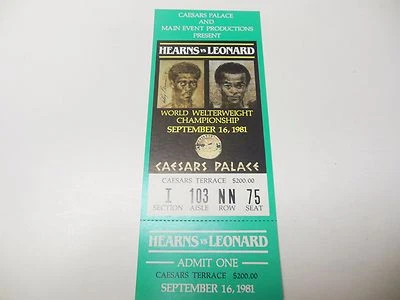 CAESARS PALACE
AND
MAIN EVENT PRODUCTIONS
PRESENT
HEARNS VS LEONARD
WORLD WELTERWEIGHT
CHAMPIONSHIP
SEPTEMBER 16, 1981
CAESARS PALACE
CAESARS TERRACE $200.00
I 103 NN 75
SECTION AISLE ROW SEAT
HEARNS VS LEONARD
ADMIT ONE
CAESARS TERRACE $200.00
SEPTEMBER 16, 1981